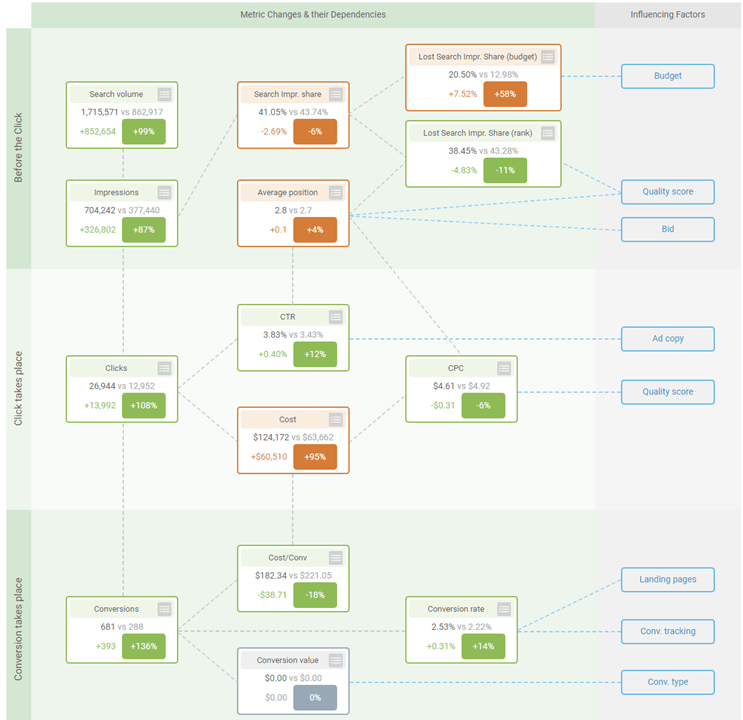 Metric Changes & their Dependencies
Influencing Factors
Before the Click
Search volume
1,715,571 vs 862,917
+852,654 +99%
Search Impr. share
41.05% vs 43.74%
-2.69% -6%
Lost Search Impr. Share (budget)
20.50% vs 12.98%
+7.52% +58%
Budget
Lost Search Impr. Share (rank)
38.45% vs 43.28%
-4.83% -11%
Impressions
704,242 vs 377,440
+326,802 +87%
Average position
2.8 vs 2.7
+0.1 +4%
Quality score
Bid
Click takes place
CTR
3.83% vs 3.43%
+0.40% +12%
Ad copy
Clicks
26,944 vs 12,952
+13,992 +108%
CPC
$4.61 vs $4.92
-$0.31 -6%
Quality score
Cost
$124,172 vs $63,662
+$60,510 +95%
Conversion takes place
Cost/Conv
$182.34 vs $221.05
-$38.71 -18%
Landing pages
Conversions
681 vs 288
+393 +136%
Conversion rate
2.53% vs 2.22%
+0.31% +14%
Conv. tracking
Conversion value
$0.00 vs $0.00
$0.00 0%
Conv. type